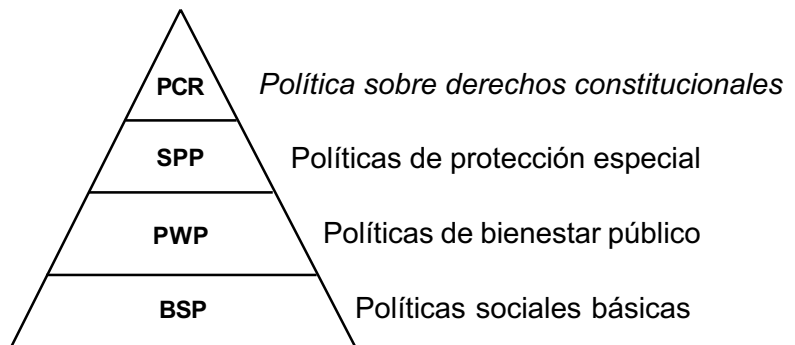 PCR Política sobre derechos constitucionales
SPP Políticas de protección especial
PWP Políticas de bienestar público
BSP Políticas sociales básicas